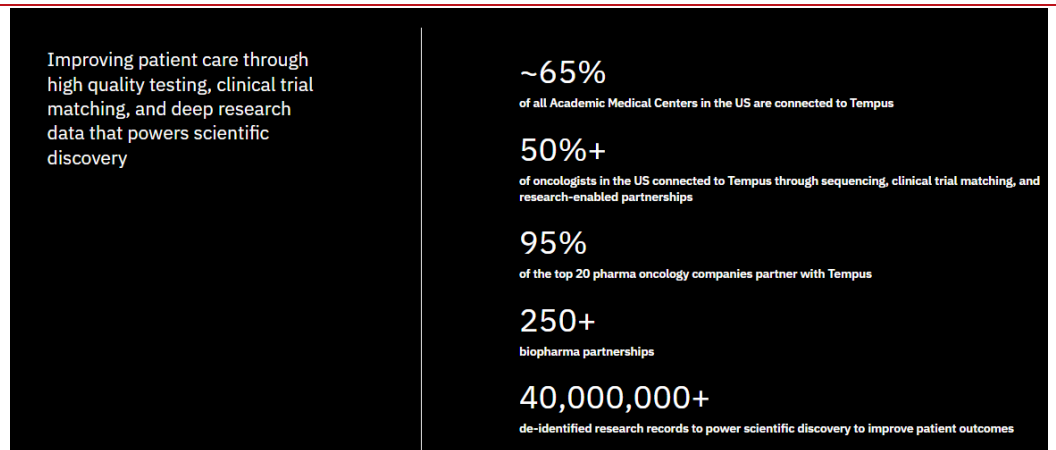 Improving patient care through
high quality testing, clinical trial
matching, and deep research
data that powers scientific
discovery
~65%
of all Academic Medical Centers in the US are connected to Tempus
50%+
of oncologists in the US connected to Tempus through sequencing, clinical trial matching, and
research-enabled partnerships
95%
of the top 20 pharma oncology companies partner with Tempus
250+
biopharma partnerships
40,000,000+
de-identified research records to power scientific discovery to improve patient outcomes